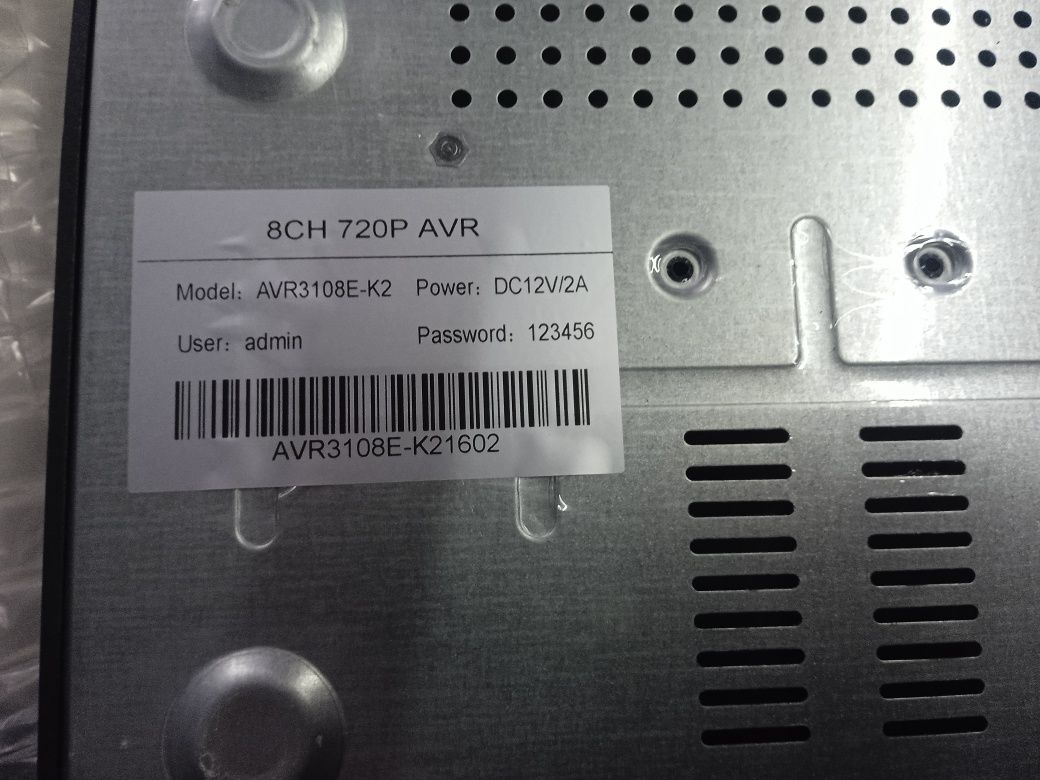 8CH 720P AVR
Model: AVR3108E-K2 Power: DC12V/2A
User: admin Password: 123456
AVR3108E-K21602